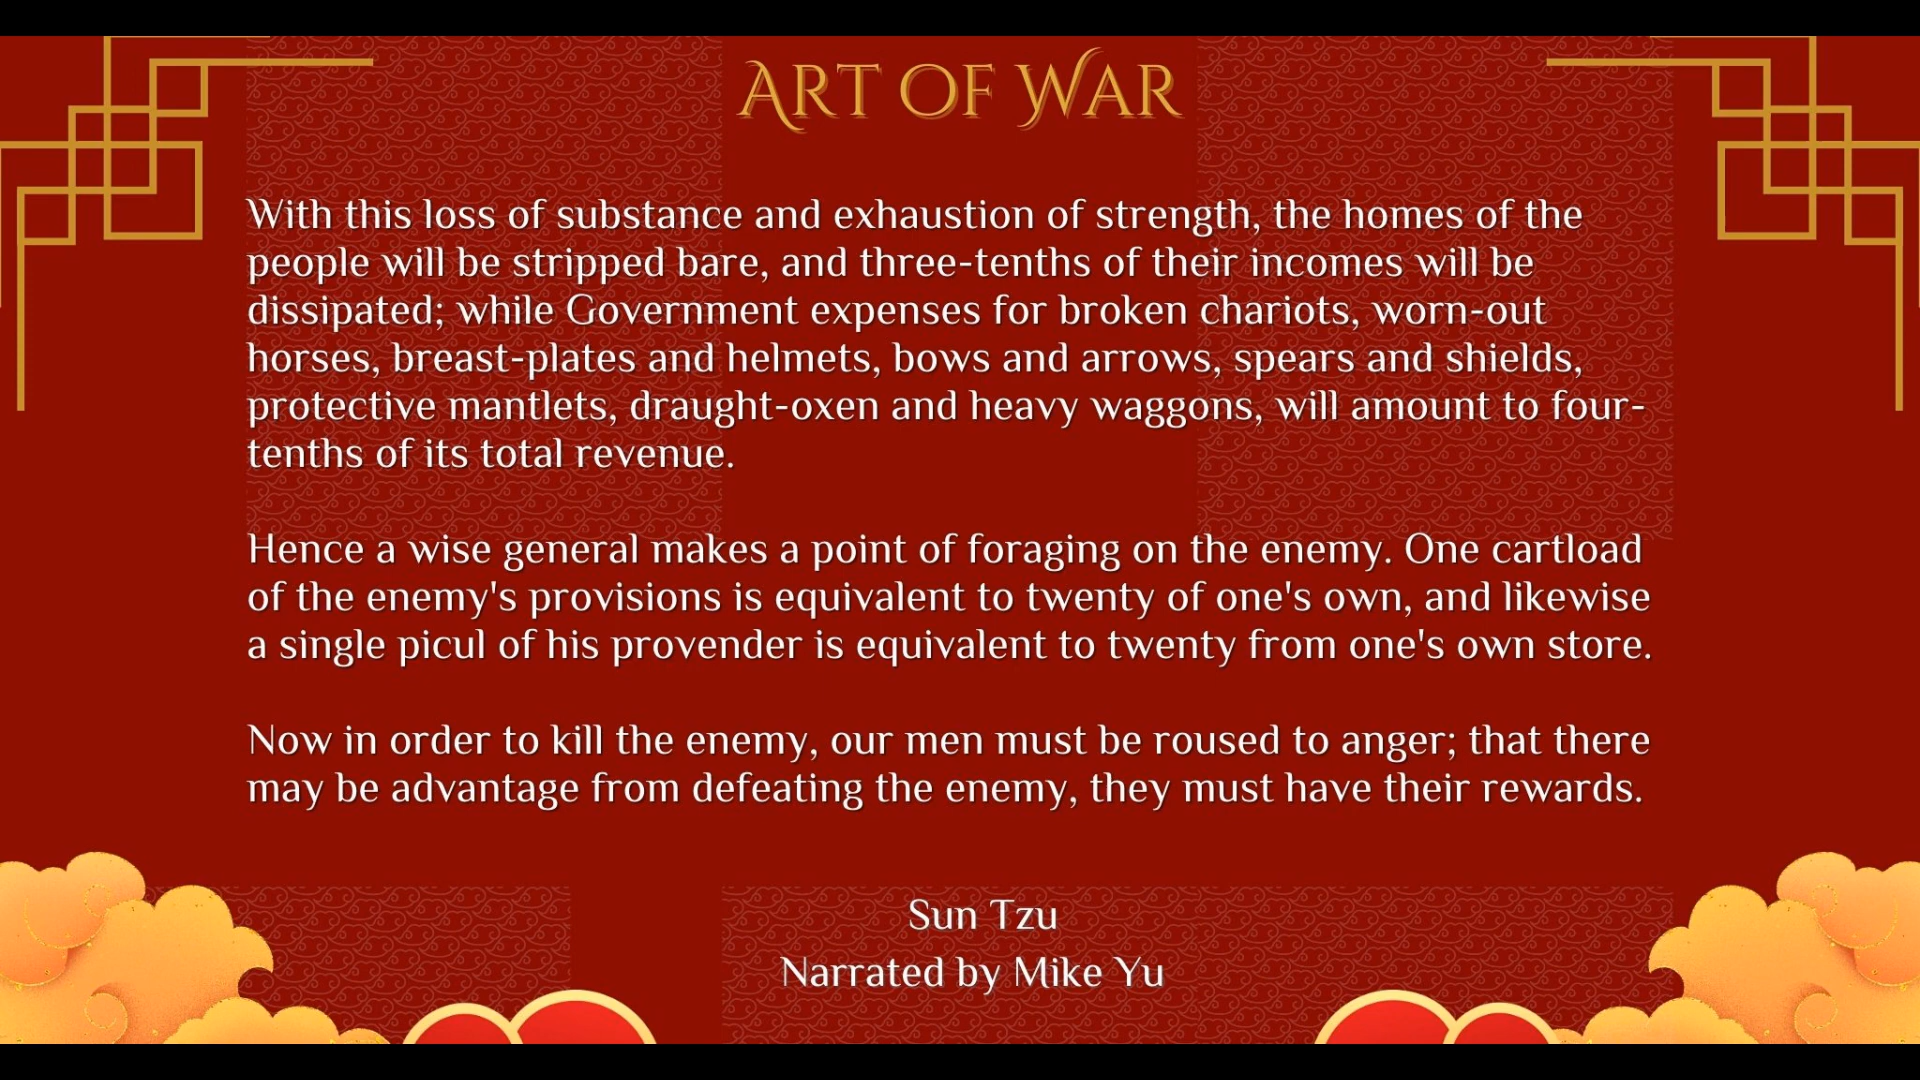 ART OF WAR
With this loss of substance and exhaustion of strength, the homes of the
people will be stripped bare, and three-tenths of their incomes will be
dissipated; while Government expenses for broken chariots, worn-out
horses, breast-plates and helmets, bows and arrows, spears and shields,
protective mantlets, draught-oxen and heavy waggons, will amount to four-
tenths of its total revenue.
Hence a wise general makes a point of foraging on the enemy. One cartload
of the enemy's provisions is equivalent to twenty of one's own, and likewise
a single picul of his provender is equivalent to twenty from one's own store.
Now in order to kill the enemy, our men must be roused to anger; that there
may be advantage from defeating the enemy, they must have their rewards.
Sun Tzu
Narrated by Mike Yu